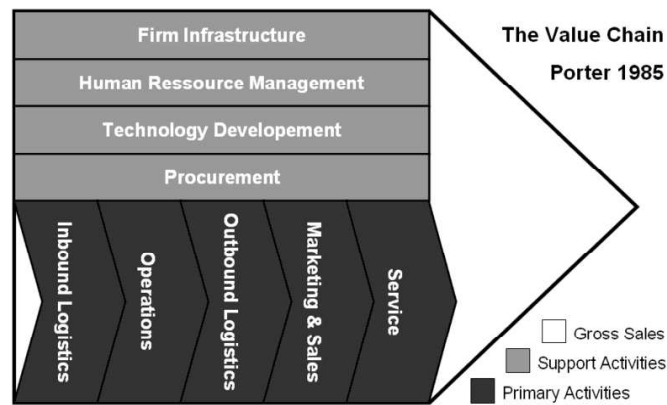 Firm Infrastructure
Human Ressource Management
Technology Developement
Procurement
Inbound Logistics
Operations
Outbound Logistics
Marketing & Sales
Service
The Value Chain
Porter 1985
Gross Sales
Support Activities
Primary Activities